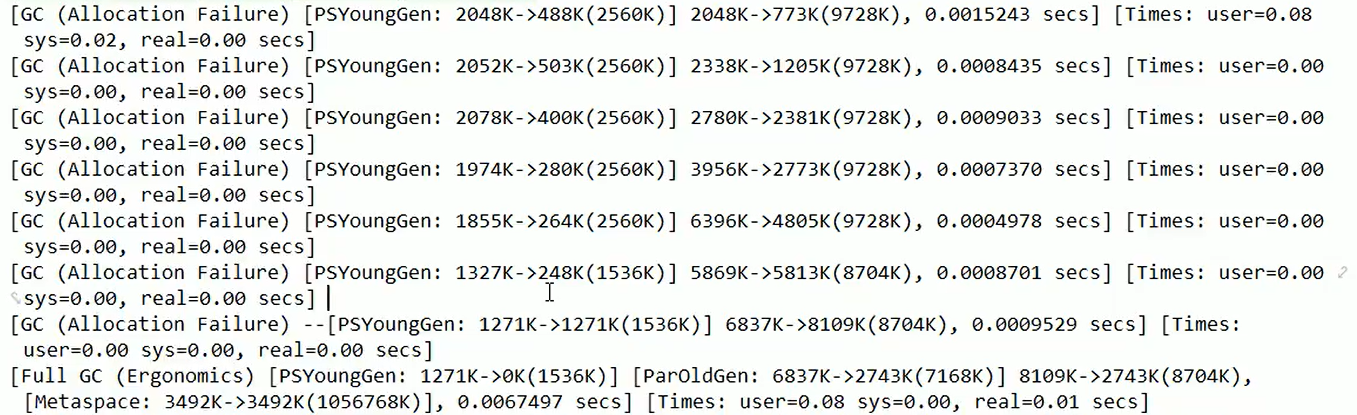 [GC (Allocation Failure) [PSYoungGen: 2048K->488K(2560K)] 2048K->773K(9728K), 0.0015243 secs] [Times: user=0.08
sys=0.02, real=0.00 secs]
[GC (Allocation Failure) [PSYoungGen: 2052K->503K(2560K)] 2338K->1205K(9728K), 0.0008435 secs] [Times: user=0.00
sys=0.00, real=0.00 secs]
[GC (Allocation Failure) [PSYoungGen: 2078K->400K(2560K)] 2780K->2381K(9728K), 0.0009033 secs] [Times: user=0.00
sys=0.00, real=0.00 secs]
[GC (Allocation Failure) [PSYoungGen: 1974K->280K(2560K)] 3956K->2773K(9728K), 0.0007370 secs] [Times: user=0.00
sys=0.00, real=0.00 secs]
[GC (Allocation Failure) [PSYoungGen: 1855K->264K(2560K)] 6396K->4805K(9728K), 0.0004978 secs] [Times: user=0.00
sys=0.00, real=0.00 secs]
[GC (Allocation Failure) [PSYoungGen: 1327K->248K(1536K)] 5869K->5813K(8704K), 0.0008701 secs] [Times: user=0.00
sys=0.00, real=0.00 secs]
[GC (Allocation Failure) --[PSYoungGen: 1271K->1271K(1536K)] 6837K->8109K(8704K), 0.0009529 secs] [Times:
user=0.00 sys=0.00, real=0.00 secs]
[Full GC (Ergonomics) [PSYoungGen: 1271K->0K(1536K)] [ParOldGen: 6837K->2743K(7168K)] 8109K->2743K(8704K),
[Metaspace: 3492K->3492K(1056768K)], 0.0067497 secs] [Times: user=0.08 sys=0.00, real=0.01 secs]